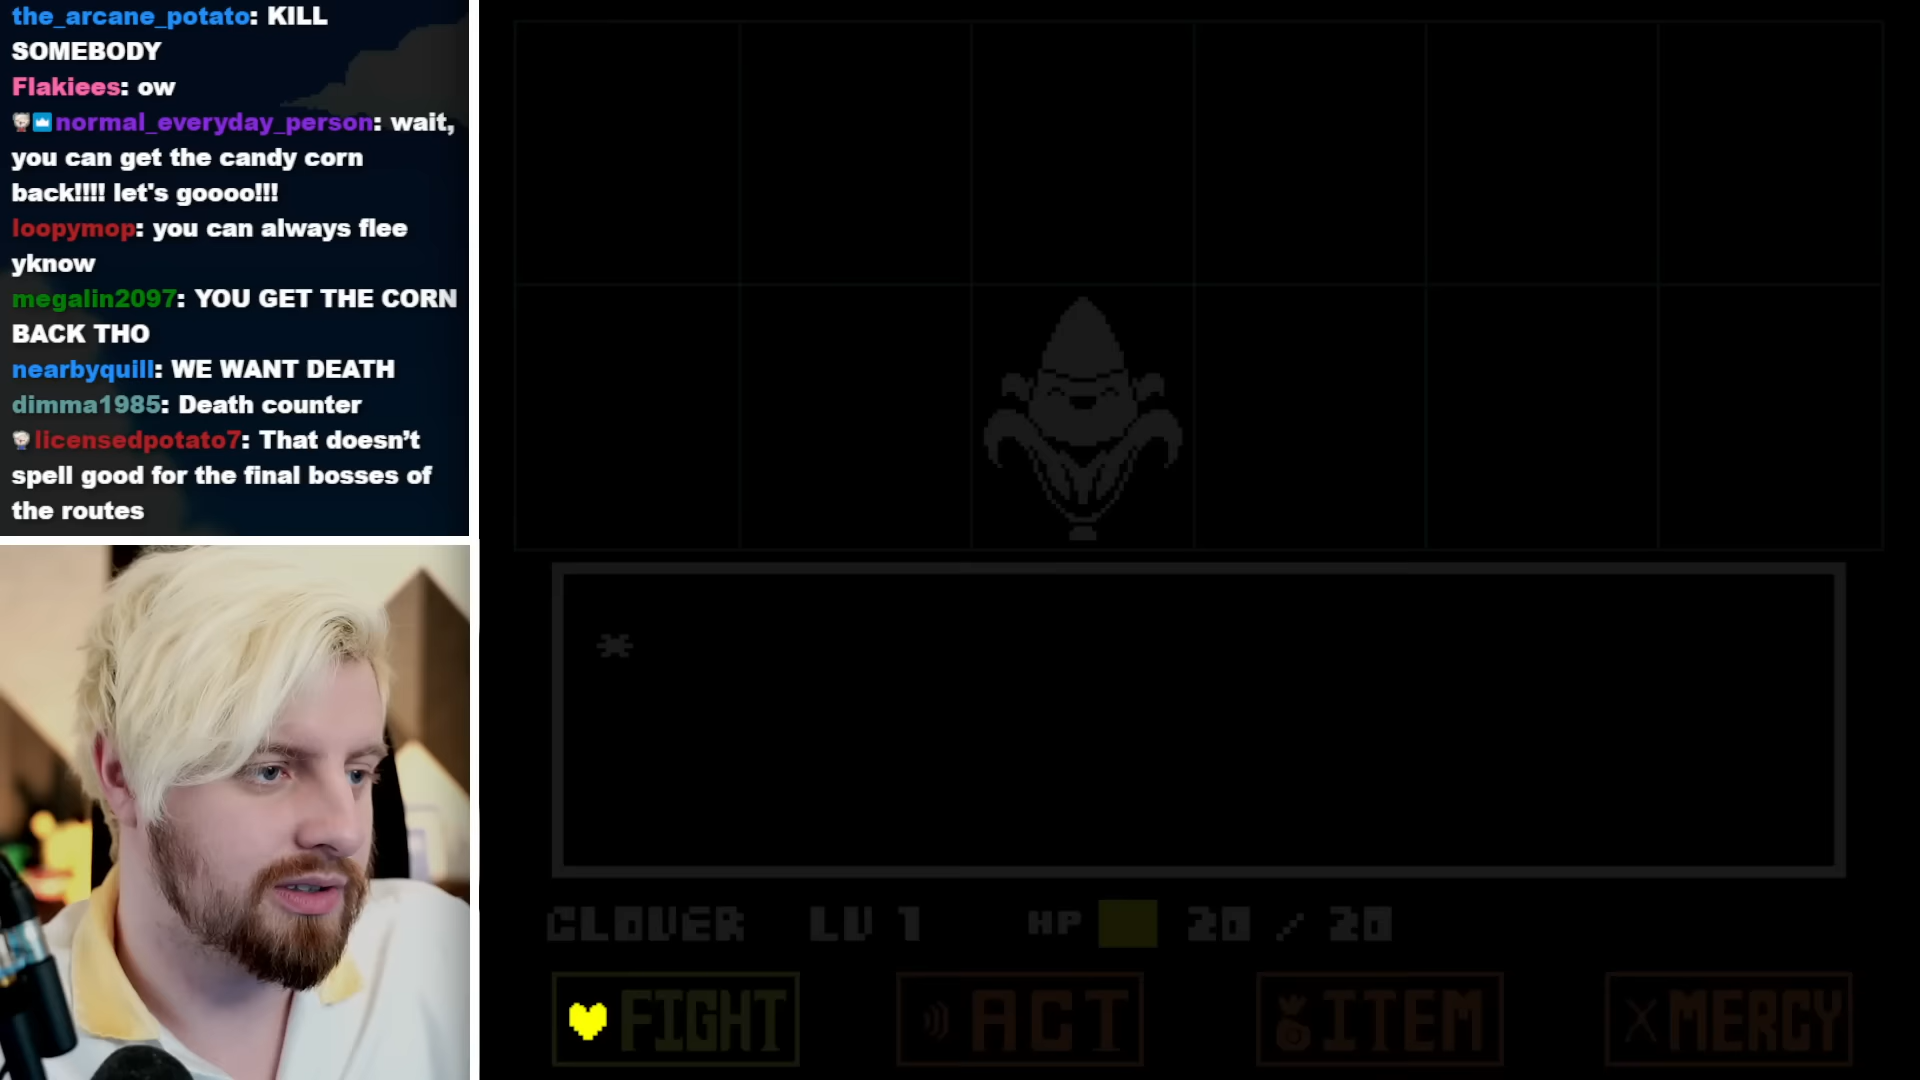 the_arcane_potato: KILL
SOMEBODY
Flakiees: ow
normal_everyday_person: wait,
you can get the candy corn
back!!!! let's goooo!!!
loopymop: you can always flee
yknow
megalin2097: YOU GET THE CORN
BACK THO
nearbyquill: WE WANT DEATH
dimma1985: Death counter
licensedpotato7: That doesn’t
spell good for the final bosses of
the routes
*
CLOVER LV 1 HP 20 / 20
FIGHT ACT ITEM MERCY